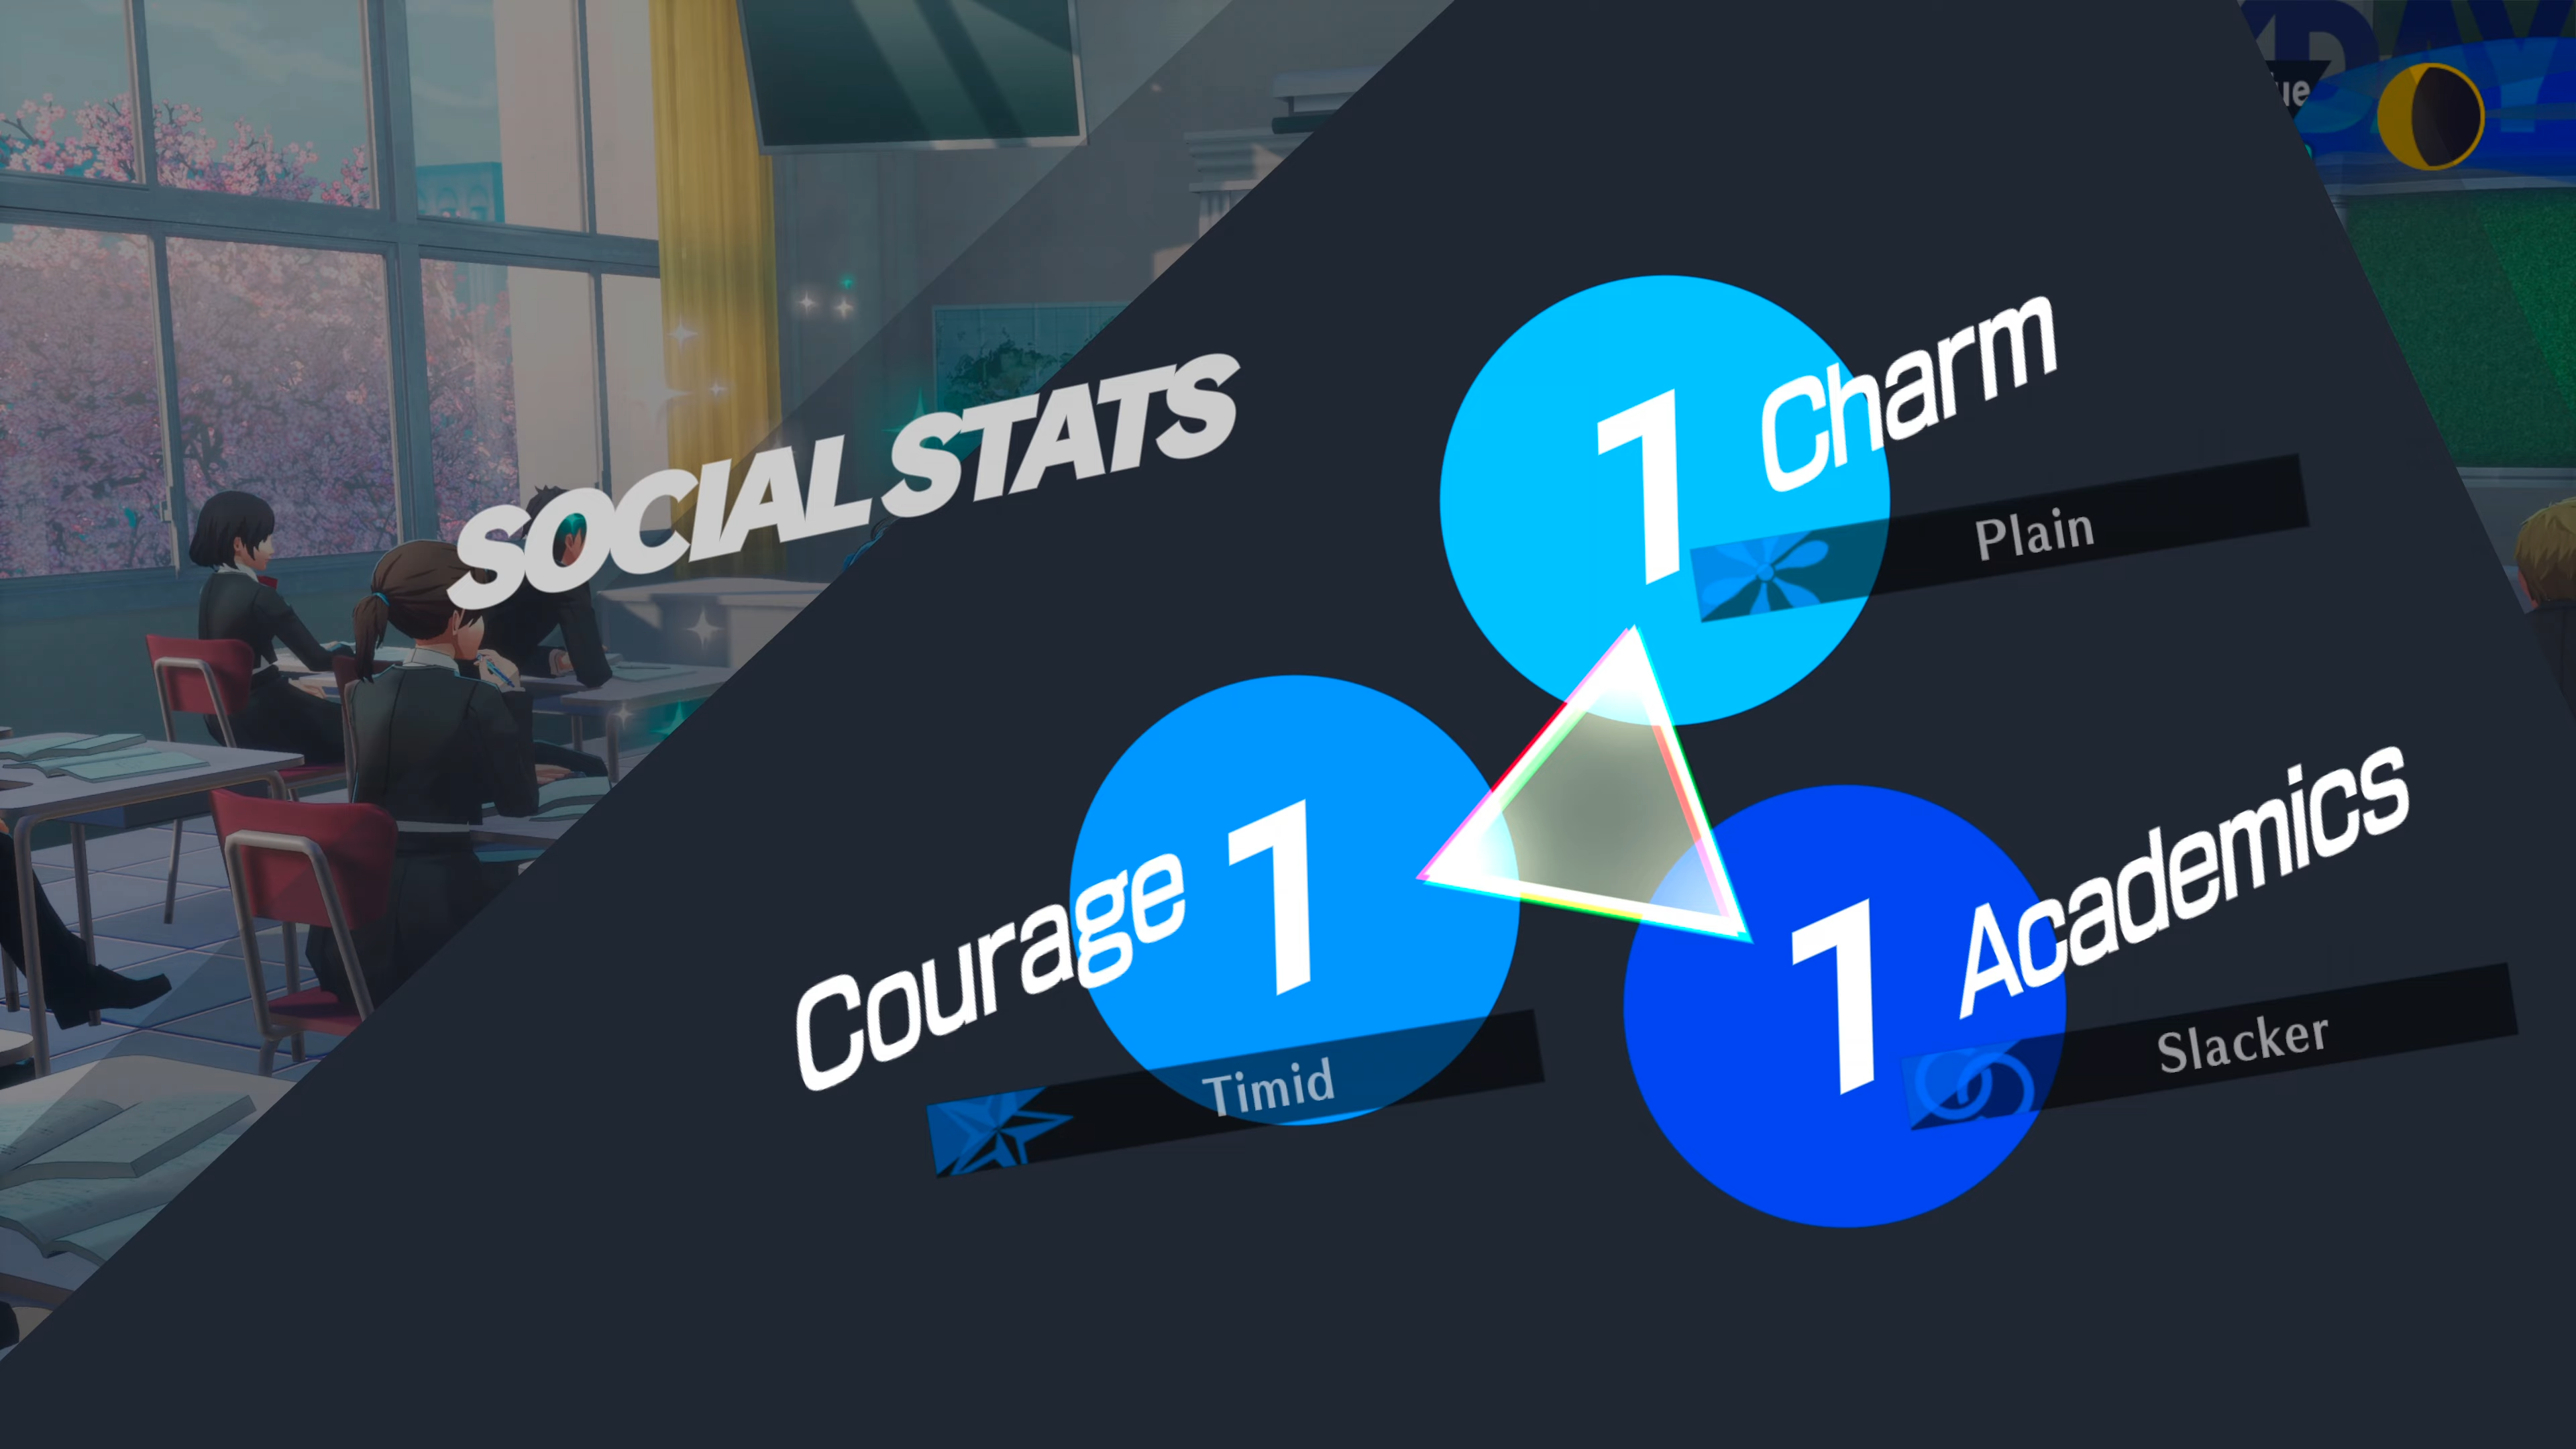 SOCIAL STATS
1 Charm
Plain
Courage 1
Timid
1 Academics
Slacker